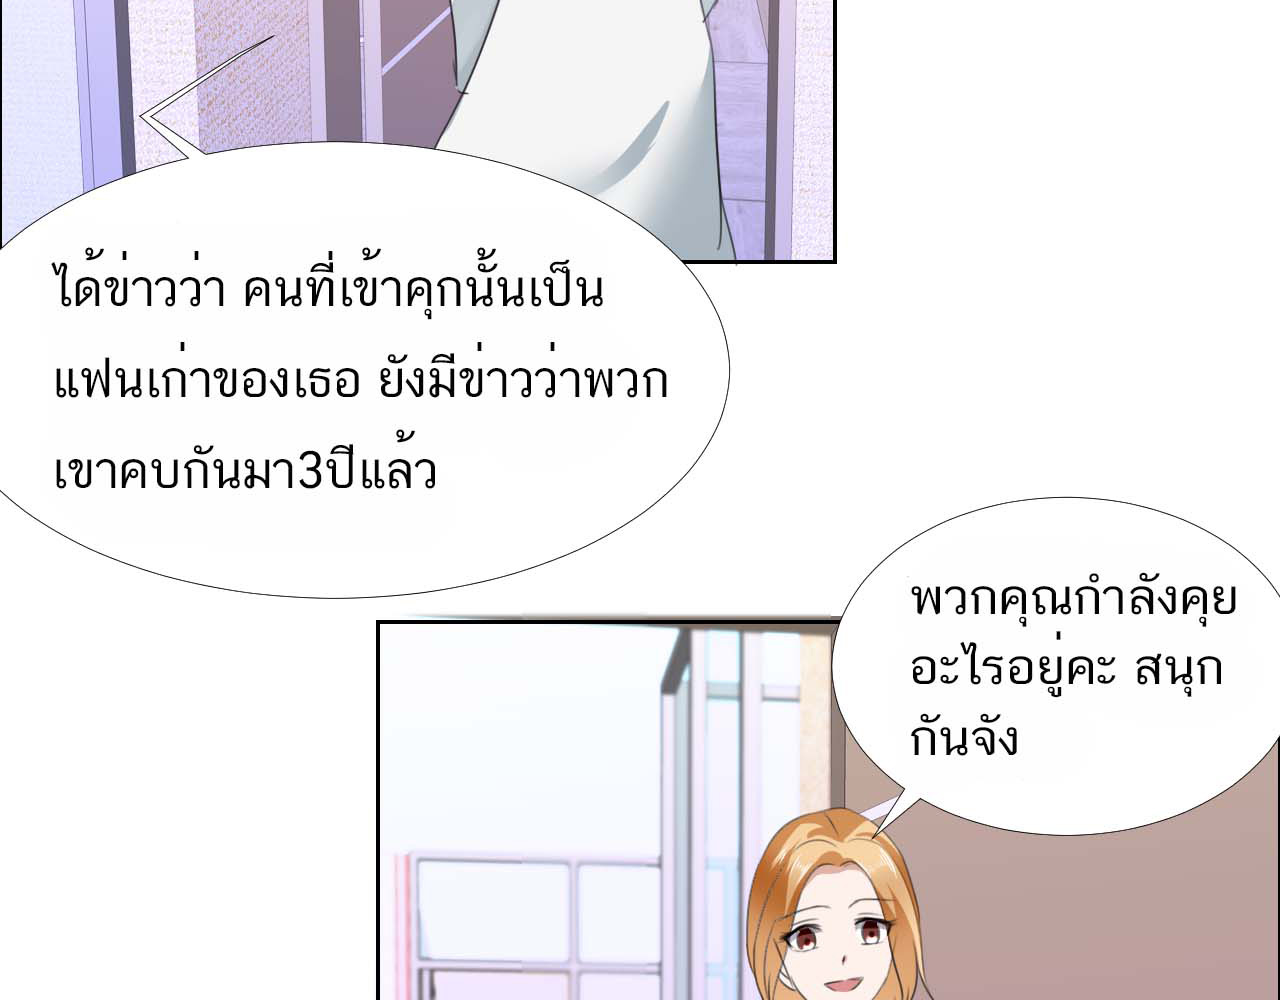 ได้ข่าวว่า คนที่เข้าคุกนั้นเป็น
แฟนเก่าของเธอ ยังมีข่าวว่าพวก
เขาคบกันมา3ปีแล้ว
พวกคุณกำลังคุย
อะไรอยู่คะ สนุก
กันจัง